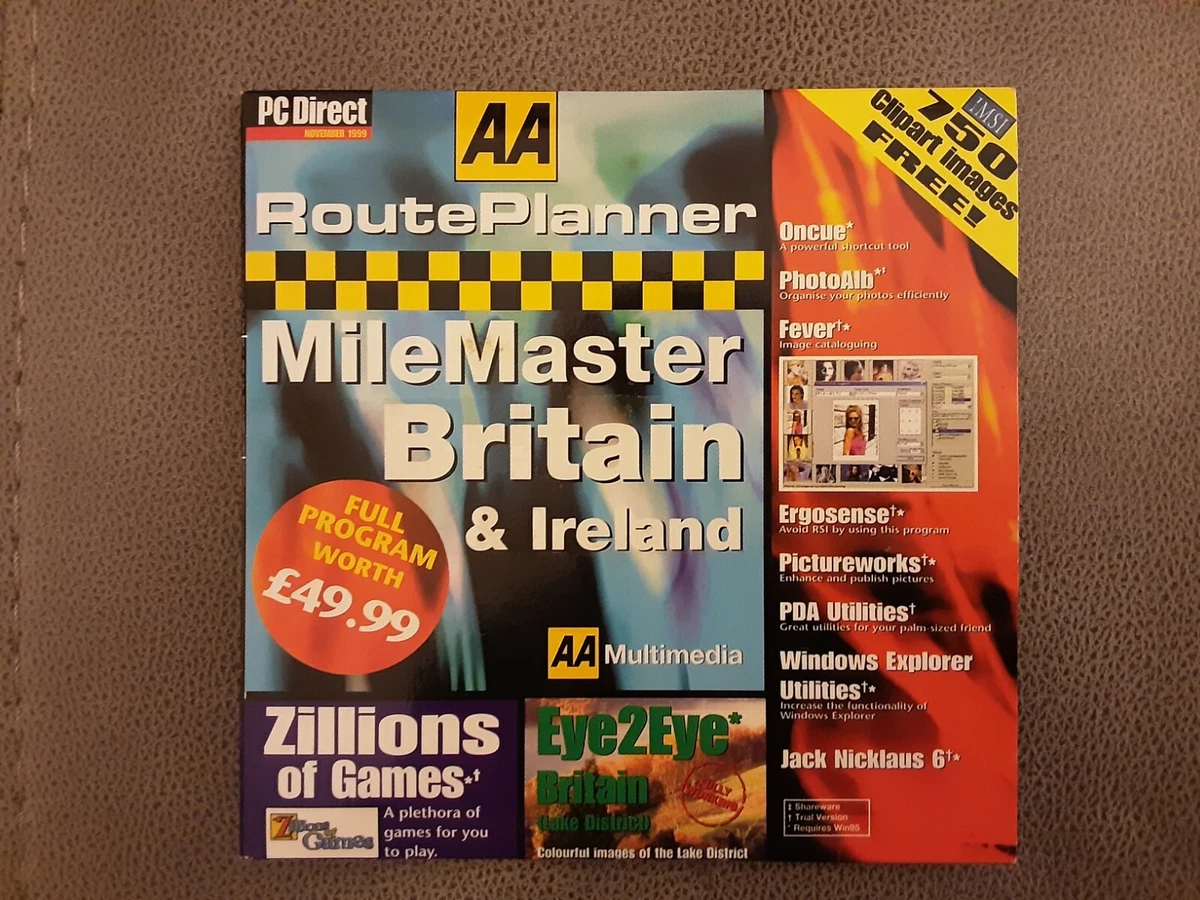 PC Direct
NOVEMBER 1999
AA
RoutePlanner
MileMaster
Britain
& Ireland
FULL
PROGRAM
WORTH
£49.99
AA Multimedia
Zillions
of Games*†
Zillions of
Games
A plethora of
games for you
to play.
Eye2Eye*
Britain
(Lake District)
FULLY
WORKING
Colourful images of the Lake District
IMSI
750
Clipart images
FREE!
Oncue*
A powerful shortcut tool
PhotoAlb*‡
Organise your photos efficiently
Fever†*
Image cataloguing
Ergosense†*
Avoid RSI by using this program
Pictureworks†*
Enhance and publish pictures
PDA Utilities†
Great utilities for your palm-sized friend
Windows Explorer
Utilities†*
Increase the functionality of
Windows Explorer
Jack Nicklaus 6†*
‡ Shareware
† Trial Version
* Requires Win95